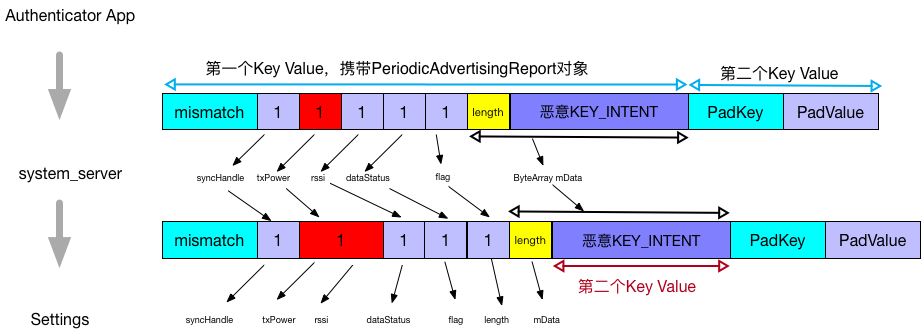 Authenticator App
第一个Key Value，携带PeriodicAdvertisingReport对象
第二个Key Value
mismatch 1 1 1 1 1 length 恶意KEY_INTENT PadKey PadValue
system_server
syncHandle txPower rssi dataStatus flag ByteArray mData
mismatch 1 1 1 1 1 length 恶意KEY_INTENT PadKey PadValue
第二个Key Value
Settings
syncHandle txPower rssi dataStatus flag length mData